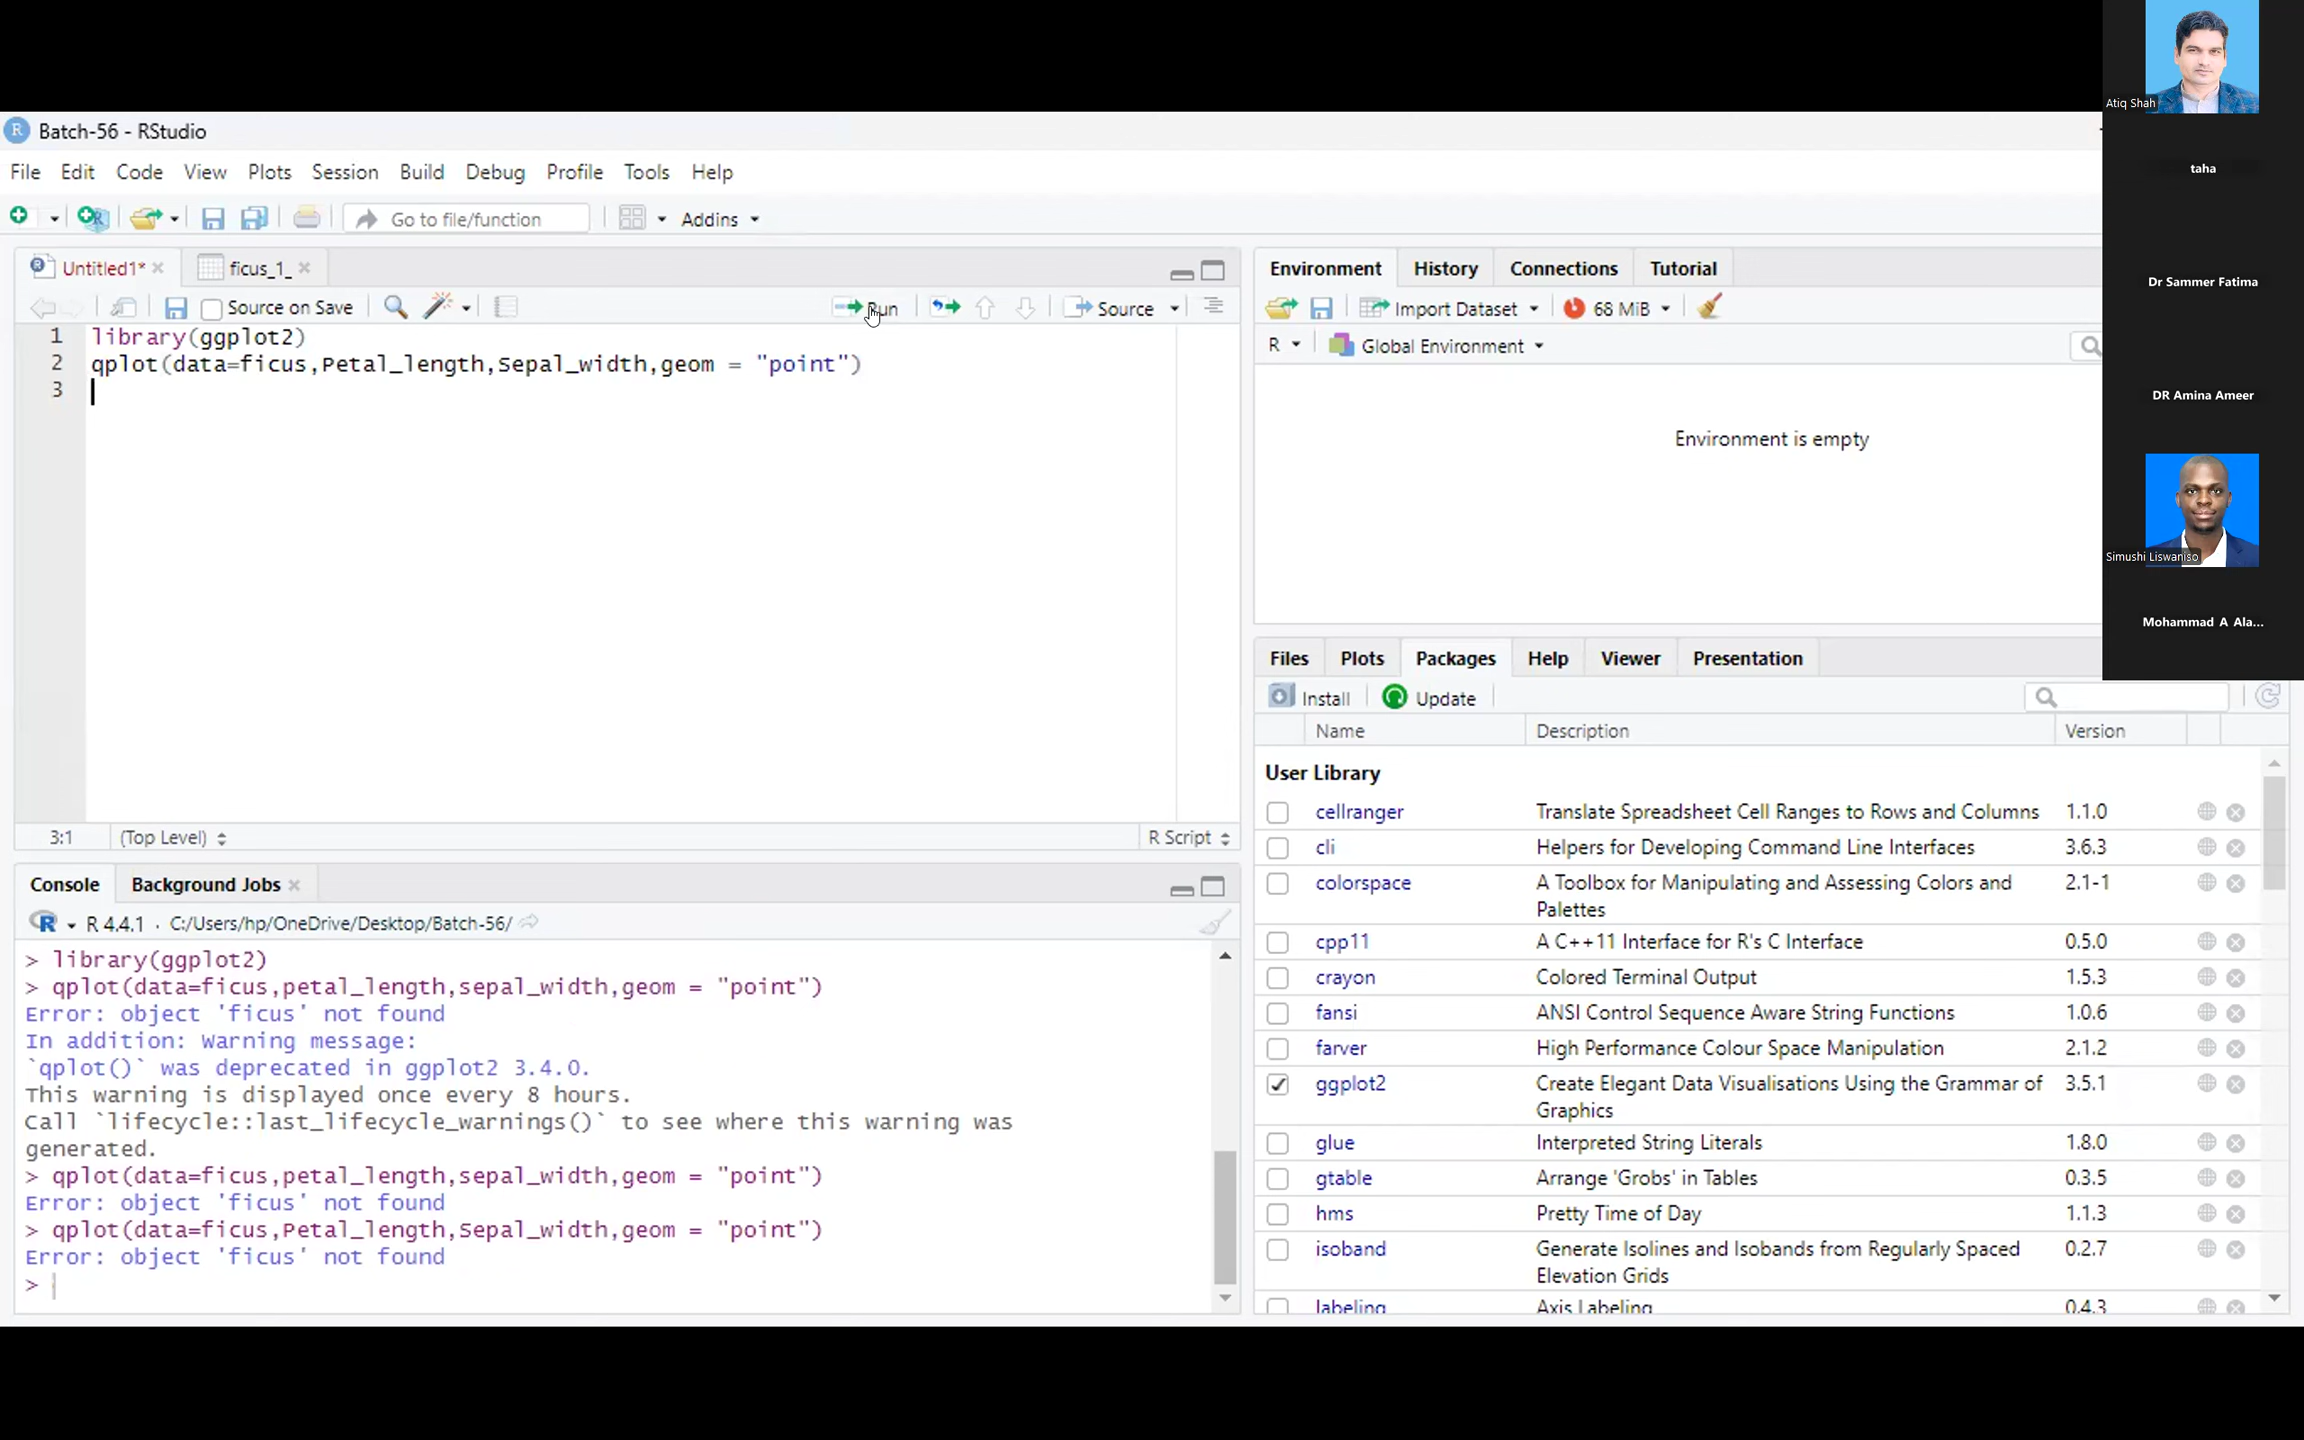 Batch-56 - RStudio
File Edit Code View Plots Session Build Debug Profile Tools Help
Go to file/function Addins
Untitled1* ficus_1_
Source on Save Run Source
1 library(ggplot2)
2 qplot(data=ficus,Petal_length,Sepal_width,geom = "point")
3
3:1 (Top Level) R Script
Console Background Jobs
R 4.4.1 · C:/Users/hp/OneDrive/Desktop/Batch-56/
> library(ggplot2)
> qplot(data=ficus,petal_length,sepal_width,geom = "point")
Error: object 'ficus' not found
In addition: Warning message:
`qplot()` was deprecated in ggplot2 3.4.0.
This warning is displayed once every 8 hours.
Call `lifecycle::last_lifecycle_warnings()` to see where this warning was
generated.
> qplot(data=ficus,petal_length,sepal_width,geom = "point")
Error: object 'ficus' not found
> qplot(data=ficus,Petal_length,Sepal_width,geom = "point")
Error: object 'ficus' not found
>
Environment History Connections Tutorial
Import Dataset 68 MiB
R Global Environment
Environment is empty
Files Plots Packages Help Viewer Presentation
Install Update
Name Description Version
User Library
cellranger Translate Spreadsheet Cell Ranges to Rows and Columns 1.1.0
cli Helpers for Developing Command Line Interfaces 3.6.3
colorspace A Toolbox for Manipulating and Assessing Colors and 2.1-1
Palettes
cpp11 A C++11 Interface for R's C Interface 0.5.0
crayon Colored Terminal Output 1.5.3
fansi ANSI Control Sequence Aware String Functions 1.0.6
farver High Performance Colour Space Manipulation 2.1.2
ggplot2 Create Elegant Data Visualisations Using the Grammar of 3.5.1
Graphics
glue Interpreted String Literals 1.8.0
gtable Arrange 'Grobs' in Tables 0.3.5
hms Pretty Time of Day 1.1.3
isoband Generate Isolines and Isobands from Regularly Spaced 0.2.7
Elevation Grids
labeling Axis Labeling 0.4.3
Atiq Shah
taha
Dr Sammer Fatima
DR Amina Ameer
Simushi Liswaniso
Mohammad A Ala...